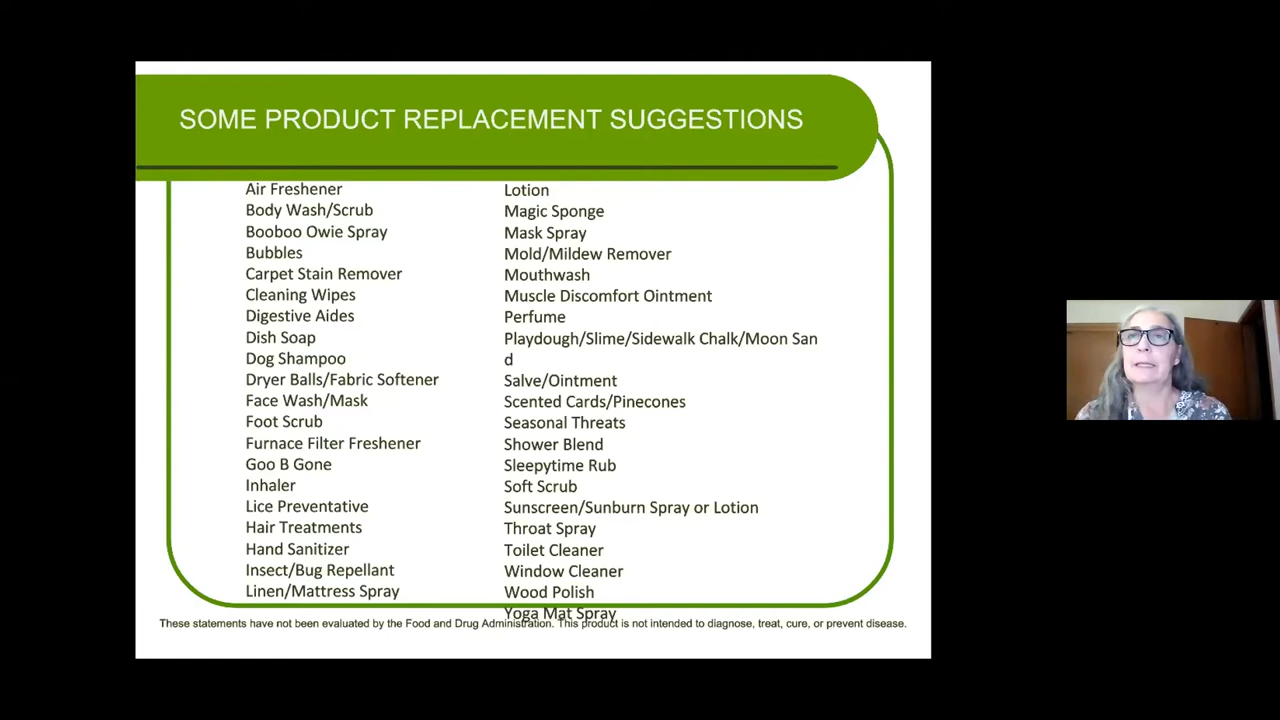 SOME PRODUCT REPLACEMENT SUGGESTIONS
Air Freshener
Body Wash/Scrub
Booboo Owie Spray
Bubbles
Carpet Stain Remover
Cleaning Wipes
Digestive Aides
Dish Soap
Dog Shampoo
Dryer Balls/Fabric Softener
Face Wash/Mask
Foot Scrub
Furnace Filter Freshener
Goo B Gone
Inhaler
Lice Preventative
Hair Treatments
Hand Sanitizer
Insect/Bug Repellant
Linen/Mattress Spray
Lotion
Magic Sponge
Mask Spray
Mold/Mildew Remover
Mouthwash
Muscle Discomfort Ointment
Perfume
Playdough/Slime/Sidewalk Chalk/Moon San
d
Salve/Ointment
Scented Cards/Pinecones
Seasonal Threats
Shower Blend
Sleepytime Rub
Soft Scrub
Sunscreen/Sunburn Spray or Lotion
Throat Spray
Toilet Cleaner
Window Cleaner
Wood Polish
Yoga Mat Spray
These statements have not been evaluated by the Food and Drug Administration. This product is not intended to diagnose, treat, cure, or prevent disease.